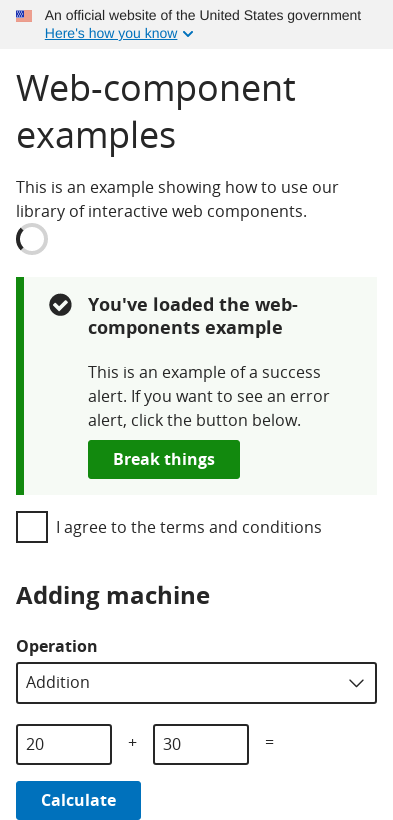 An official website of the United States government
Here's how you know
Web-component
examples
This is an example showing how to use our
library of interactive web components.
You've loaded the web-
components example
This is an example of a success
alert. If you want to see an error
alert, click the button below.
Break things
I agree to the terms and conditions
Adding machine
Operation
Addition
20 + 30 =
Calculate